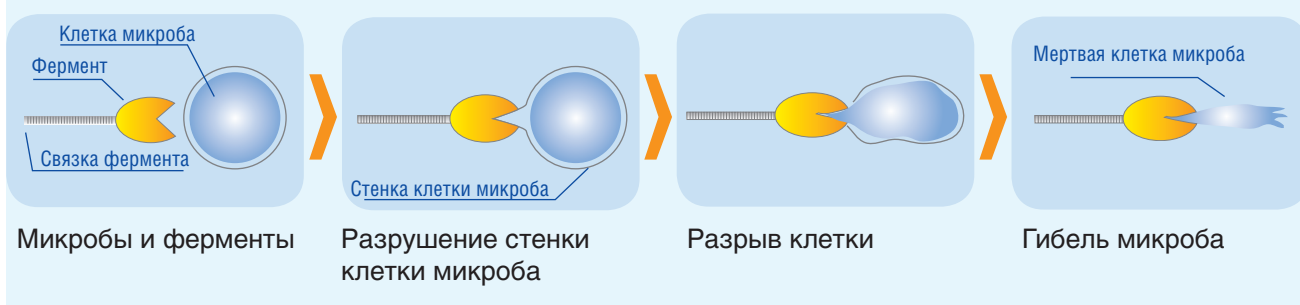 Клетка микроба
Фермент
Связка фермента
Стенка клетки микроба
Мертвая клетка микроба
Микробы и ферменты
Разрушение стенки
клетки микроба
Разрыв клетки
Гибель микроба